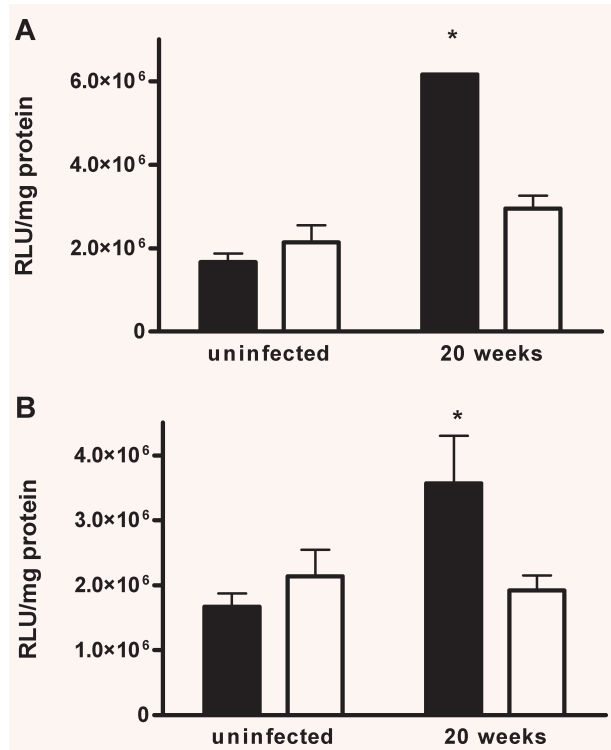 A
RLU/mg protein
6.0×10⁶
4.0×10⁶
2.0×10⁶
0
*
uninfected 20 weeks
B
RLU/mg protein
4.0×10⁶
3.0×10⁶
2.0×10⁶
1.0×10⁶
0
*
uninfected 20 weeks